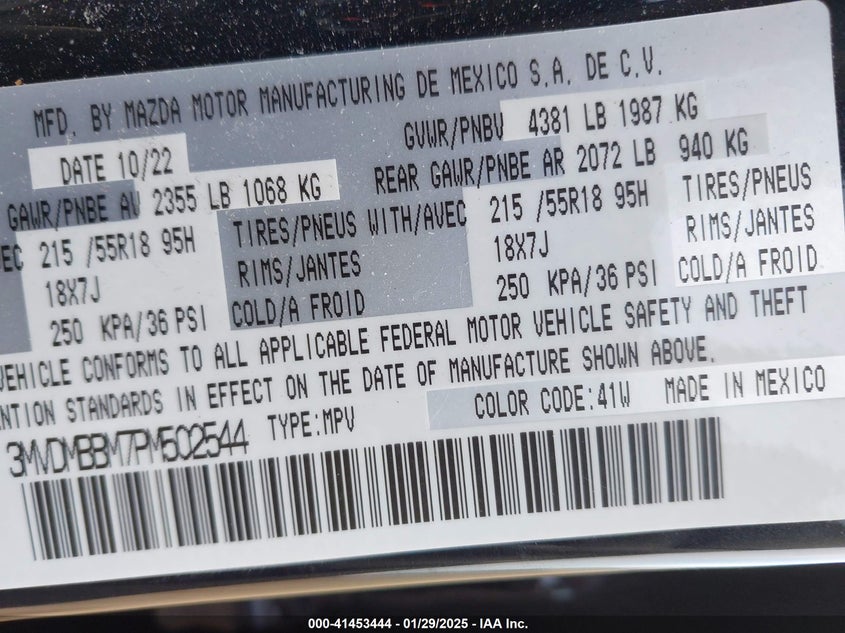 MFD. BY MAZDA MOTOR MANUFACTURING DE MEXICO S.A. DE C.V.
DATE 10/22 GVWR/PNBV 4381 LB 1987 KG
GAWR/PNBE AV 2355 LB 1068 KG REAR GAWR/PNBE AR 2072 LB 940 KG
EC 215 /55R18 95H TIRES/PNEUS WITH/AVEC 215 /55R18 95H TIRES/PNEUS
18X7J RIMS/JANTES 18X7J RIMS/JANTES
250 KPA/36 PSI COLD/A FROID 250 KPA/36 PSI COLD/A FROID
VEHICLE CONFORMS TO ALL APPLICABLE FEDERAL MOTOR VEHICLE SAFETY AND THEFT
NTION STANDARDS IN EFFECT ON THE DATE OF MANUFACTURE SHOWN ABOVE.
3MVDMBBM7PM502544 TYPE:MPV COLOR CODE:41W MADE IN MEXICO
000-41453444 - 01/29/2025 - IAA Inc.